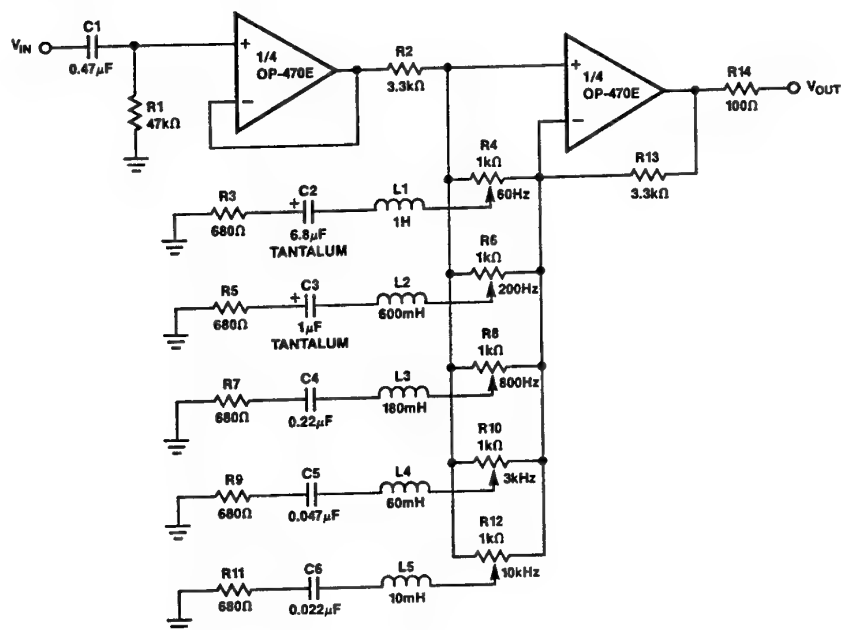 C1
V_IN
0.47µF
R1
47kΩ
+
1/4
OP-470E
−
R2
3.3kΩ
+
1/4
OP-470E
−
R14
100Ω
V_OUT
R13
3.3kΩ
R4
1kΩ
60Hz
R3
680Ω
+
C2
6.8µF
TANTALUM
L1
1H
R6
1kΩ
200Hz
R5
680Ω
+
C3
1µF
TANTALUM
L2
600mH
R8
1kΩ
800Hz
R7
680Ω
C4
0.22µF
L3
180mH
R10
1kΩ
3kHz
R9
680Ω
C5
0.047µF
L4
60mH
R12
1kΩ
10kHz
R11
680Ω
C6
0.022µF
L5
10mH